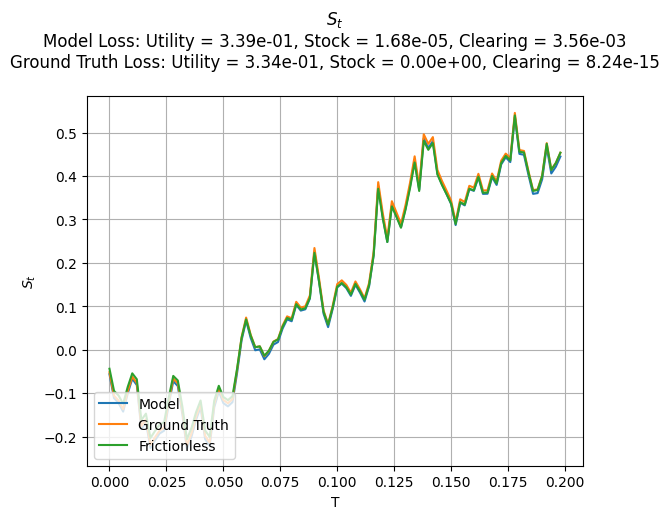 S_t
Model Loss: Utility = 3.39e-01, Stock = 1.68e-05, Clearing = 3.56e-03
Ground Truth Loss: Utility = 3.34e-01, Stock = 0.00e+00, Clearing = 8.24e-15
0.5
0.4
0.3
0.2
0.1
0.0
−0.1
−0.2
S_t
Model
Ground Truth
Frictionless
0.000 0.025 0.050 0.075 0.100 0.125 0.150 0.175 0.200
T